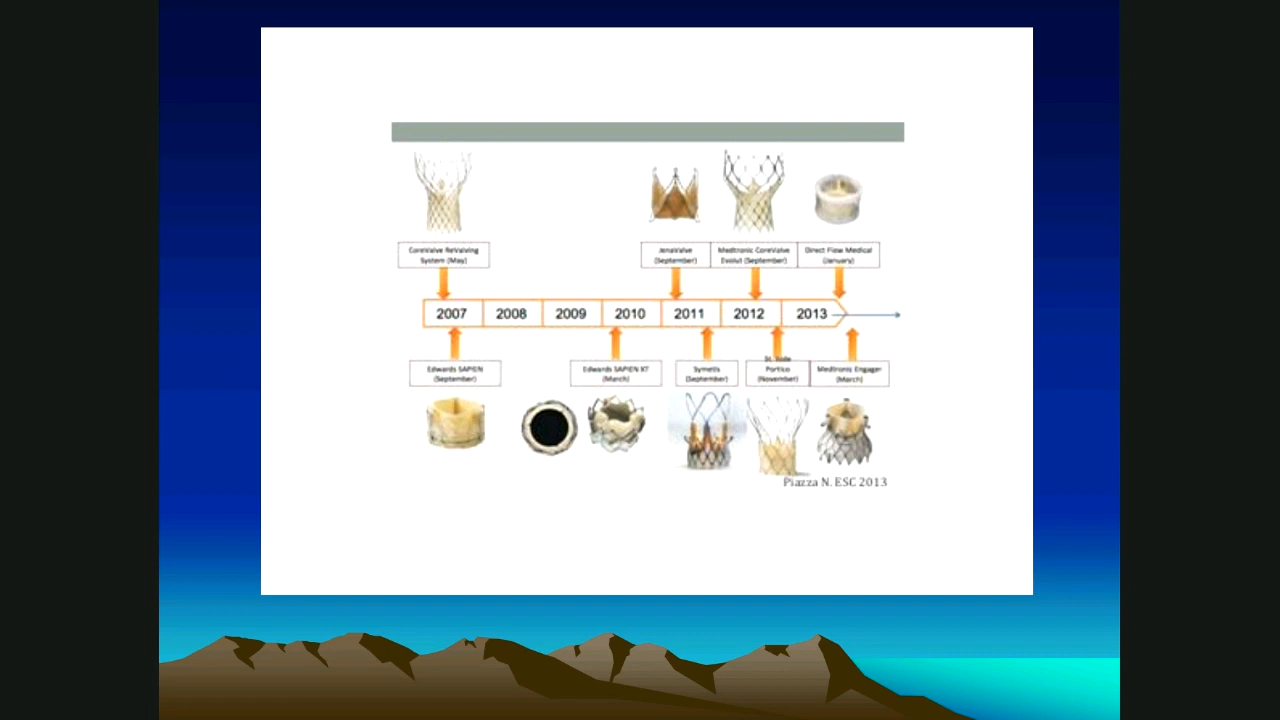 CoreValve ReValving
System (May)
JenaValve
(September)
Medtronic CoreValve
EvolutR (September)
Direct Flow Medical
(January)
2007
2008
2009
2010
2011
2012
2013
Edwards SAPIEN
(September)
Edwards SAPIEN XT
(March)
Symetis
(September)
St. Jude
Portico
(November)
Medtronic Engager
(March)
Piazza N. ESC 2013